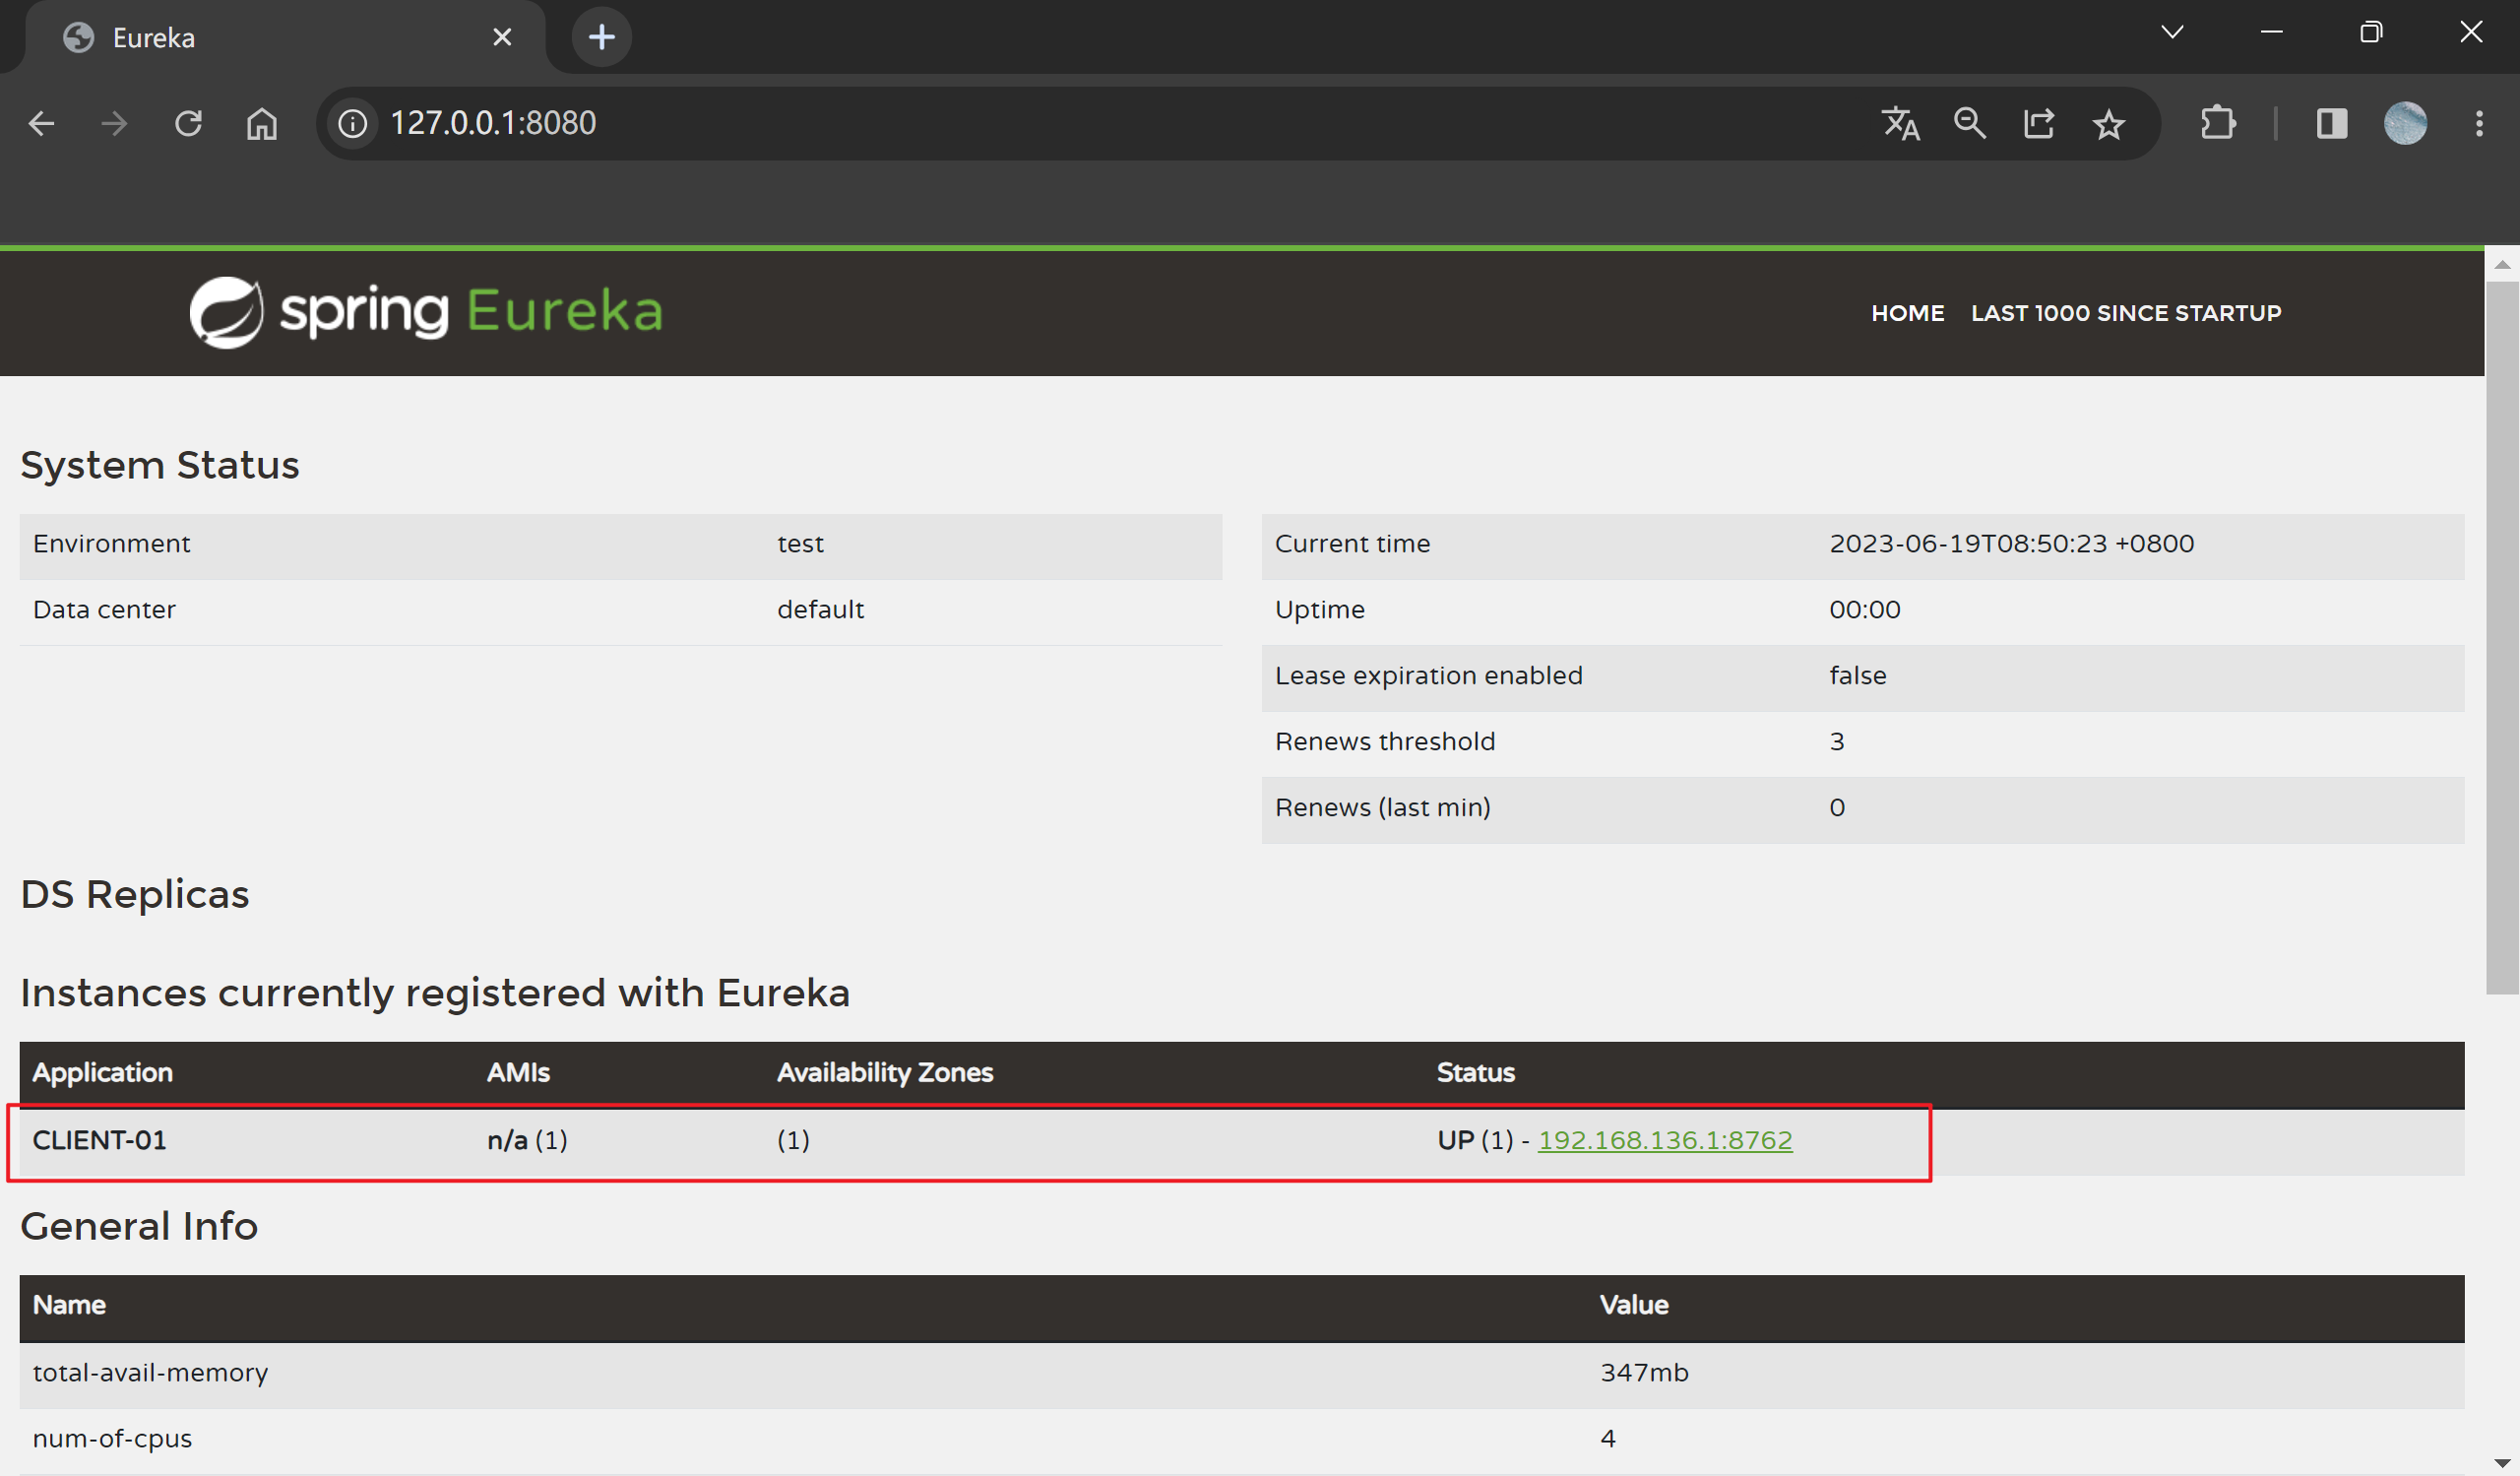 Eureka
127.0.0.1:8080
spring Eureka
HOME LAST 1000 SINCE STARTUP
System Status
Environment test
Data center default
Current time 2023-06-19T08:50:23 +0800
Uptime 00:00
Lease expiration enabled false
Renews threshold 3
Renews (last min) 0
DS Replicas
Instances currently registered with Eureka
Application AMIs Availability Zones Status
CLIENT-01 n/a (1) (1) UP (1) - 192.168.136.1:8762
General Info
Name Value
total-avail-memory 347mb
num-of-cpus 4